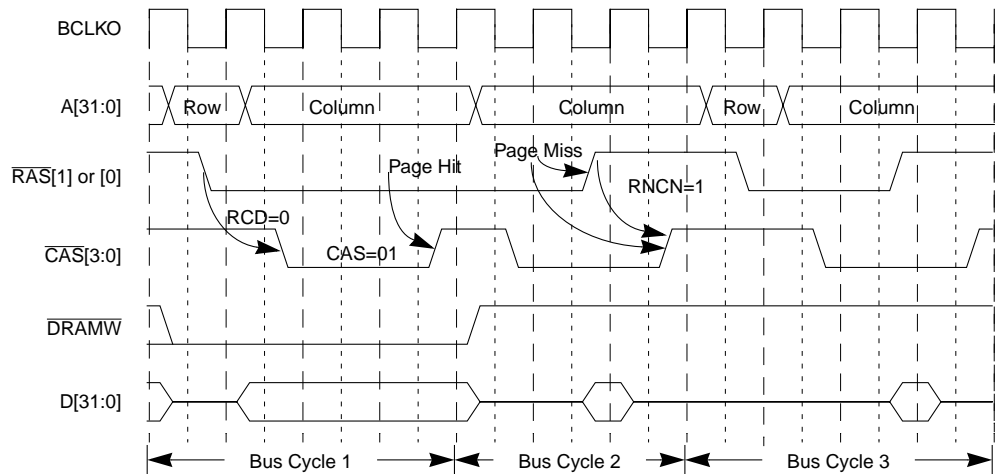 BCLKO
A[31:0] Row Column Column Row Column
Page Hit Page Miss
RAS[1] or [0] RNCN=1
RCD=0
CAS[3:0] CAS=01
DRAMW
D[31:0]
Bus Cycle 1 Bus Cycle 2 Bus Cycle 3